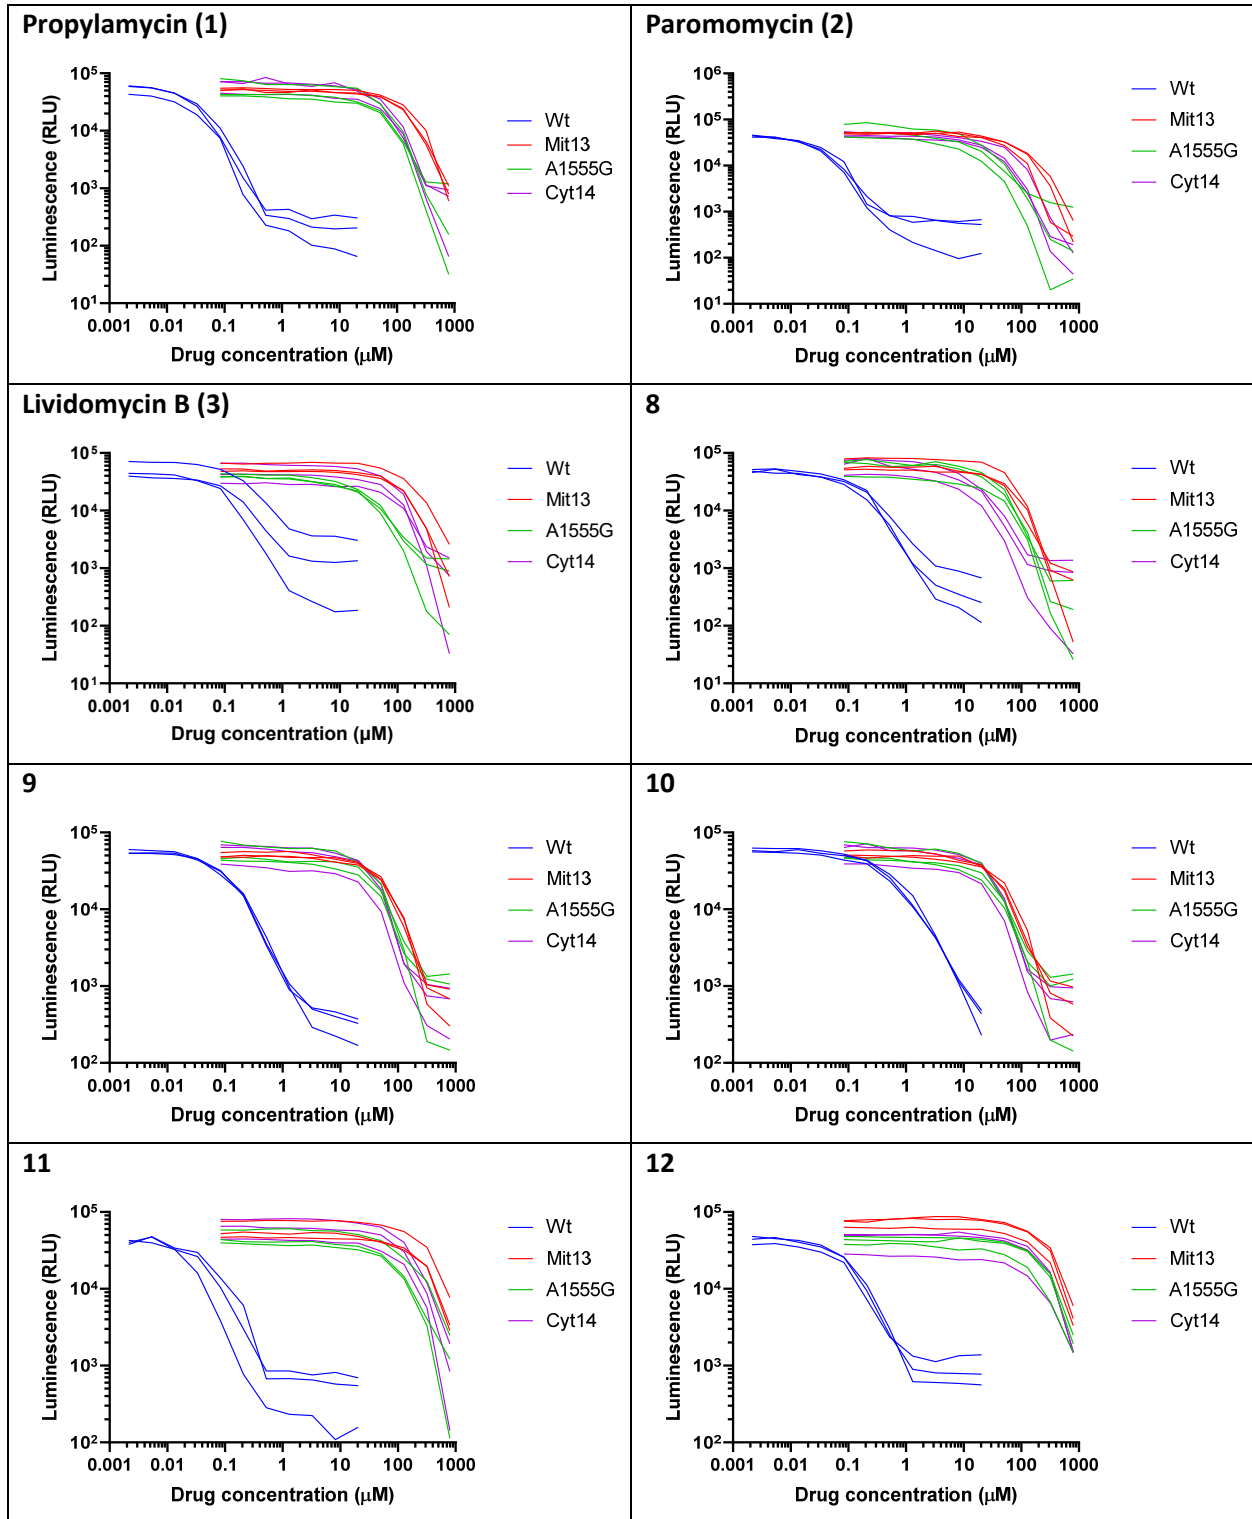 Propylamycin (1)
Luminescence (RLU)
10⁵
10⁴
10³
10²
10¹
0.001 0.01 0.1 1 10 100 1000
Drug concentration (μM)
Wt
Mit13
A1555G
Cyt14
Paromomycin (2)
Luminescence (RLU)
10⁶
10⁵
10⁴
10³
10²
10¹
0.001 0.01 0.1 1 10 100 1000
Drug concentration (μM)
Wt
Mit13
A1555G
Cyt14
Lividomycin B (3)
Luminescence (RLU)
10⁵
10⁴
10³
10²
10¹
0.001 0.01 0.1 1 10 100 1000
Drug concentration (μM)
Wt
Mit13
A1555G
Cyt14
8
Luminescence (RLU)
10⁵
10⁴
10³
10²
10¹
0.001 0.01 0.1 1 10 100 1000
Drug concentration (μM)
Wt
Mit13
A1555G
Cyt14
9
Luminescence (RLU)
10⁵
10⁴
10³
10²
0.001 0.01 0.1 1 10 100 1000
Drug concentration (μM)
Wt
Mit13
A1555G
Cyt14
10
Luminescence (RLU)
10⁵
10⁴
10³
10²
0.001 0.01 0.1 1 10 100 1000
Drug concentration (μM)
Wt
Mit13
A1555G
Cyt14
11
Luminescence (RLU)
10⁵
10⁴
10³
10²
0.001 0.01 0.1 1 10 100 1000
Drug concentration (μM)
Wt
Mit13
A1555G
Cyt14
12
Luminescence (RLU)
10⁵
10⁴
10³
10²
0.001 0.01 0.1 1 10 100 1000
Drug concentration (μM)
Wt
Mit13
A1555G
Cyt14